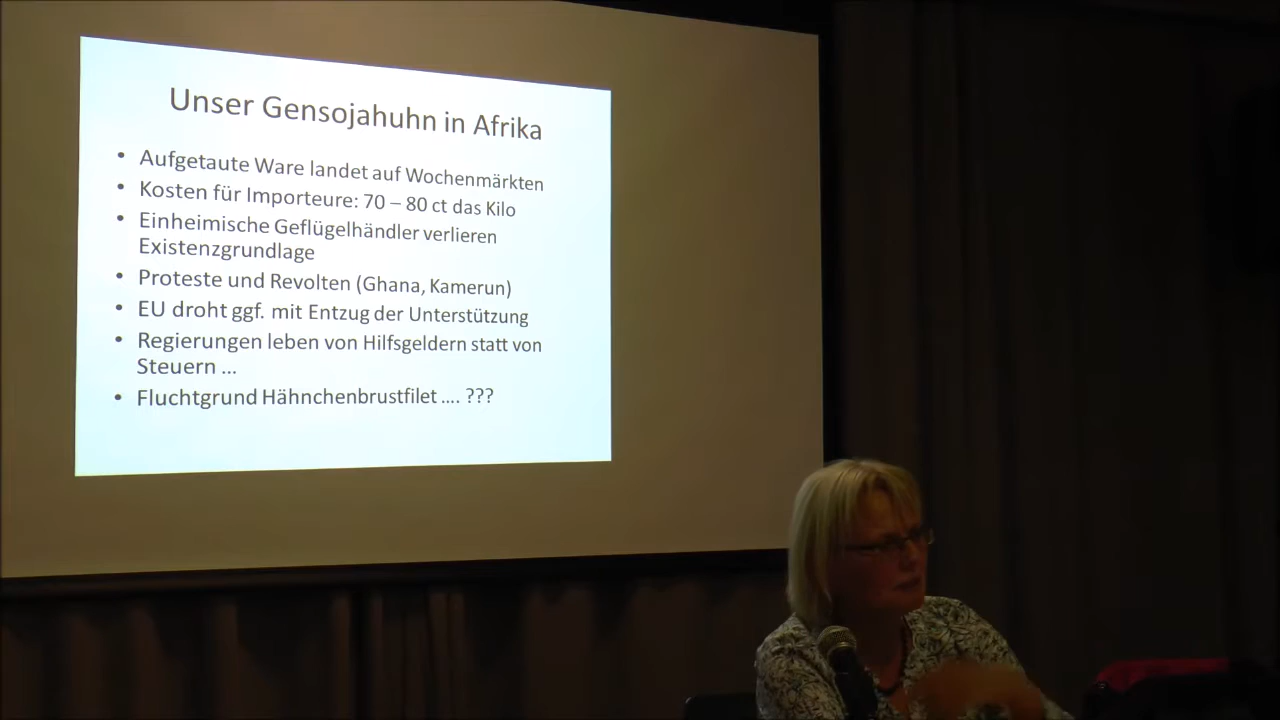 Unser Gensojahuhn in Afrika
• Aufgetaute Ware landet auf Wochenmärkten
• Kosten für Importeure: 70 – 80 ct das Kilo
• Einheimische Geflügelhändler verlieren
Existenzgrundlage
• Proteste und Revolten (Ghana, Kamerun)
• EU droht ggf. mit Entzug der Unterstützung
• Regierungen leben von Hilfsgeldern statt von
Steuern ...
• Fluchtgrund Hähnchenbrustfilet .... ???